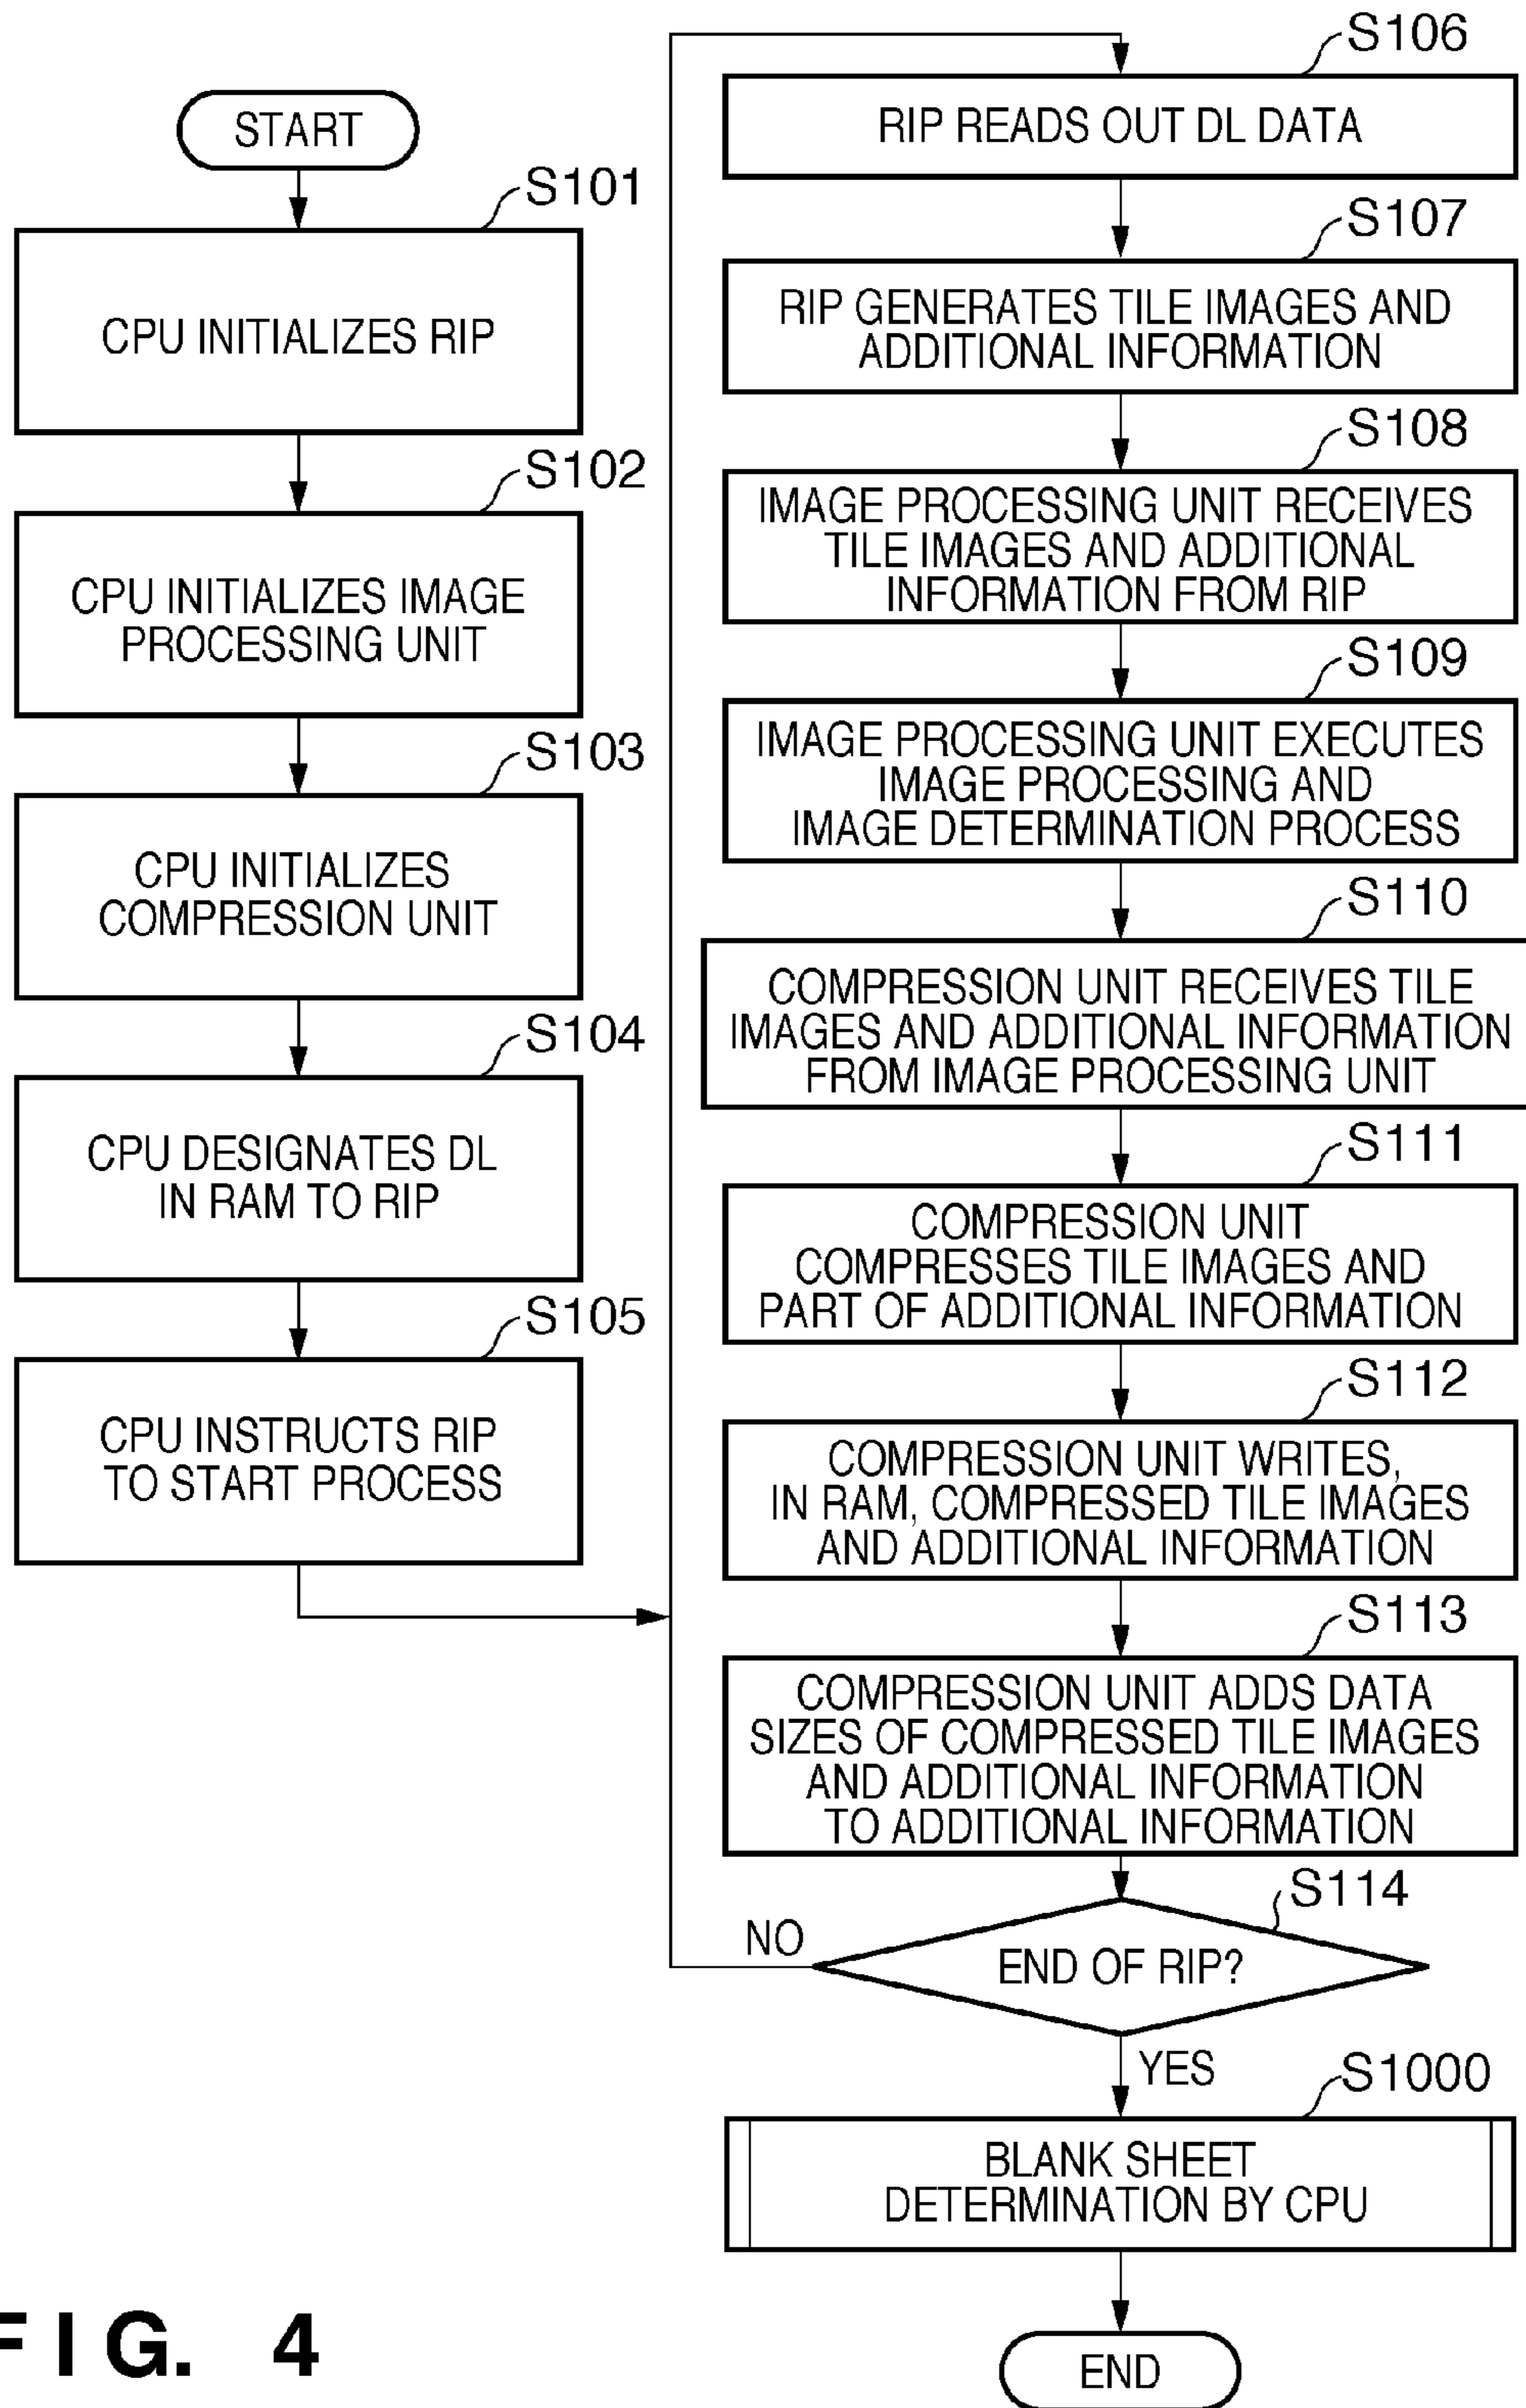 START
S101
CPU INITIALIZES RIP
S102
CPU INITIALIZES IMAGE
PROCESSING UNIT
S103
CPU INITIALIZES
COMPRESSION UNIT
S104
CPU DESIGNATES DL
IN RAM TO RIP
S105
CPU INSTRUCTS RIP
TO START PROCESS
S106
RIP READS OUT DL DATA
S107
RIP GENERATES TILE IMAGES AND
ADDITIONAL INFORMATION
S108
IMAGE PROCESSING UNIT RECEIVES
TILE IMAGES AND ADDITIONAL
INFORMATION FROM RIP
S109
IMAGE PROCESSING UNIT EXECUTES
IMAGE PROCESSING AND
IMAGE DETERMINATION PROCESS
S110
COMPRESSION UNIT RECEIVES TILE
IMAGES AND ADDITIONAL INFORMATION
FROM IMAGE PROCESSING UNIT
S111
COMPRESSION UNIT
COMPRESSES TILE IMAGES AND
PART OF ADDITIONAL INFORMATION
S112
COMPRESSION UNIT WRITES,
IN RAM, COMPRESSED TILE IMAGES
AND ADDITIONAL INFORMATION
S113
COMPRESSION UNIT ADDS DATA
SIZES OF COMPRESSED TILE IMAGES
AND ADDITIONAL INFORMATION
TO ADDITIONAL INFORMATION
S114
NO
END OF RIP?
YES
S1000
BLANK SHEET
DETERMINATION BY CPU
END
FIG. 4